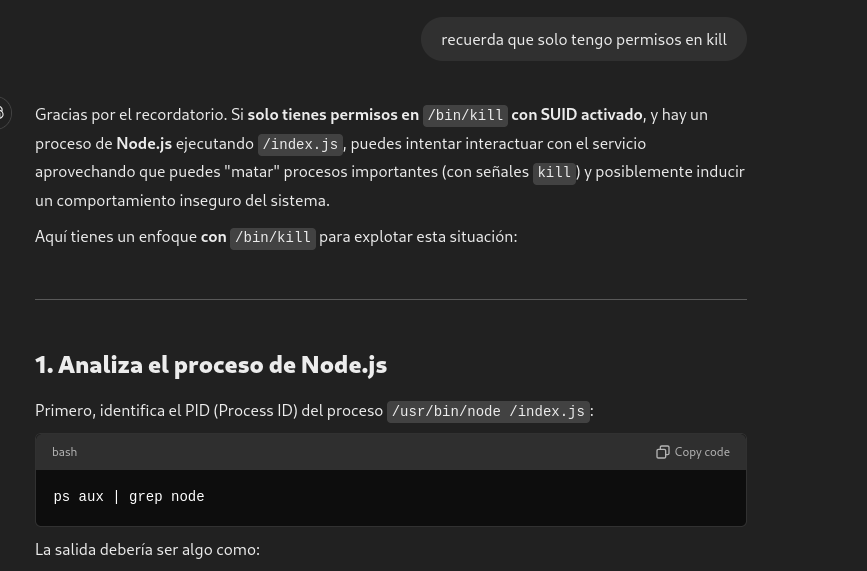 recuerda que solo tengo permisos en kill
Gracias por el recordatorio. Si solo tienes permisos en /bin/kill con SUID activado, y hay un
proceso de Node.js ejecutando /index.js, puedes intentar interactuar con el servicio
aprovechando que puedes "matar" procesos importantes (con señales kill) y posiblemente inducir
un comportamiento inseguro del sistema.
Aquí tienes un enfoque con /bin/kill para explotar esta situación:
1. Analiza el proceso de Node.js
Primero, identifica el PID (Process ID) del proceso /usr/bin/node /index.js:
bash Copy code
ps aux | grep node
La salida debería ser algo como: